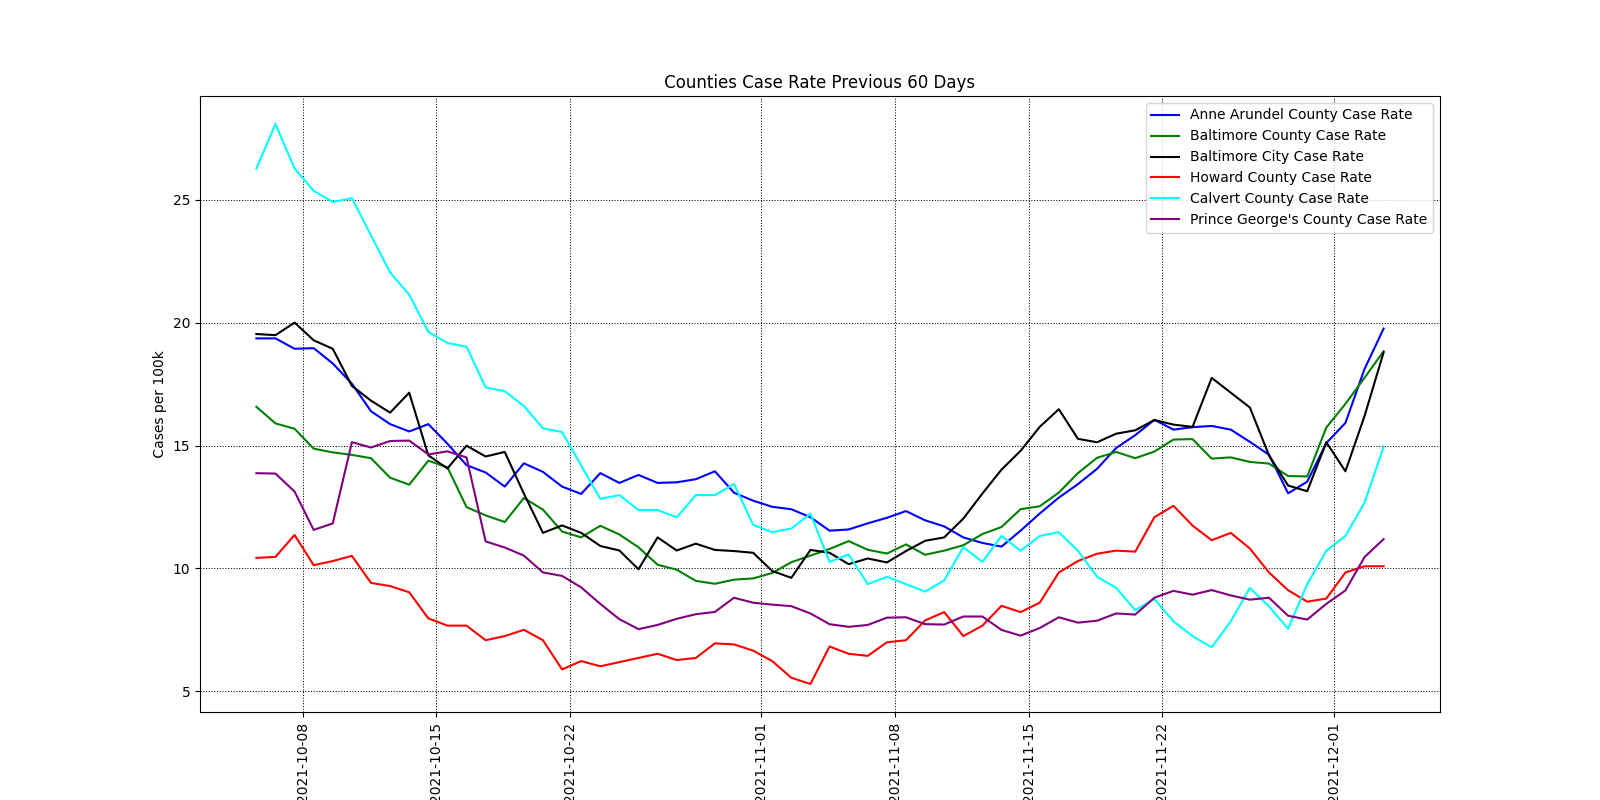 Counties Case Rate Previous 60 Days
Anne Arundel County Case Rate
Baltimore County Case Rate
Baltimore City Case Rate
Howard County Case Rate
Calvert County Case Rate
Prince George's County Case Rate
Cases per 100k
25
20
15
10
5
2021-10-08
2021-10-15
2021-10-22
2021-11-01
2021-11-08
2021-11-15
2021-11-22
2021-12-01